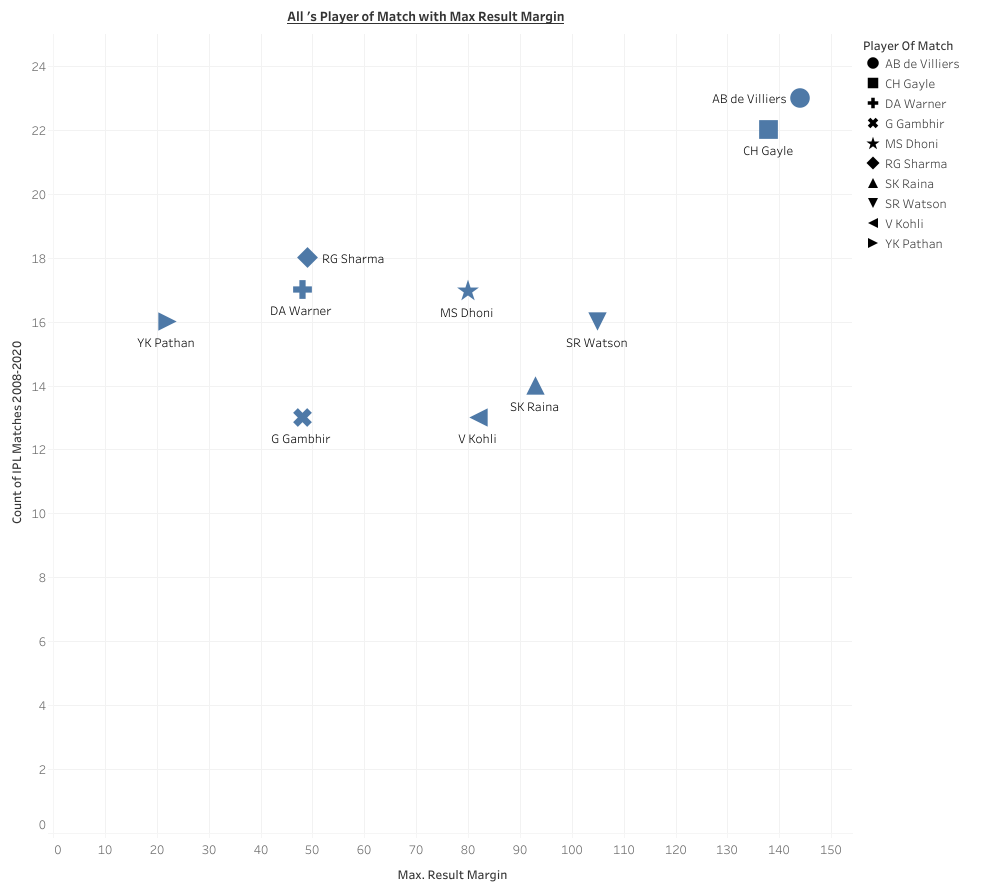 All 's Player of Match with Max Result Margin
Player Of Match
AB de Villiers
CH Gayle
DA Warner
G Gambhir
MS Dhoni
RG Sharma
SK Raina
SR Watson
V Kohli
YK Pathan
Count of IPL Matches 2008-2020
24
22
20
18
16
14
12
10
8
6
4
2
0
AB de Villiers
CH Gayle
RG Sharma
DA Warner
MS Dhoni
YK Pathan
SR Watson
SK Raina
G Gambhir
V Kohli
0 10 20 30 40 50 60 70 80 90 100 110 120 130 140 150
Max. Result Margin